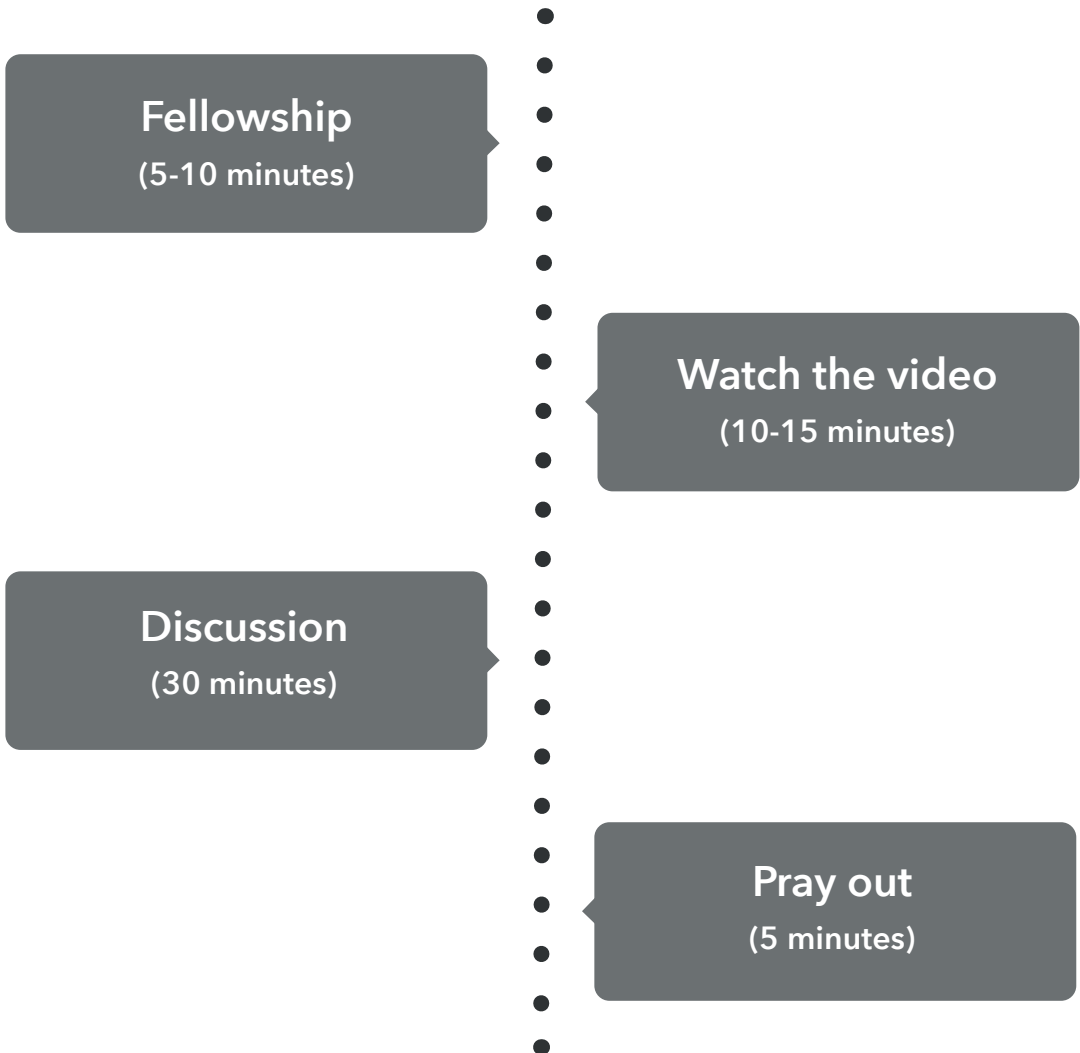 Fellowship
(5-10 minutes)
Watch the video
(10-15 minutes)
Discussion
(30 minutes)
Pray out
(5 minutes)